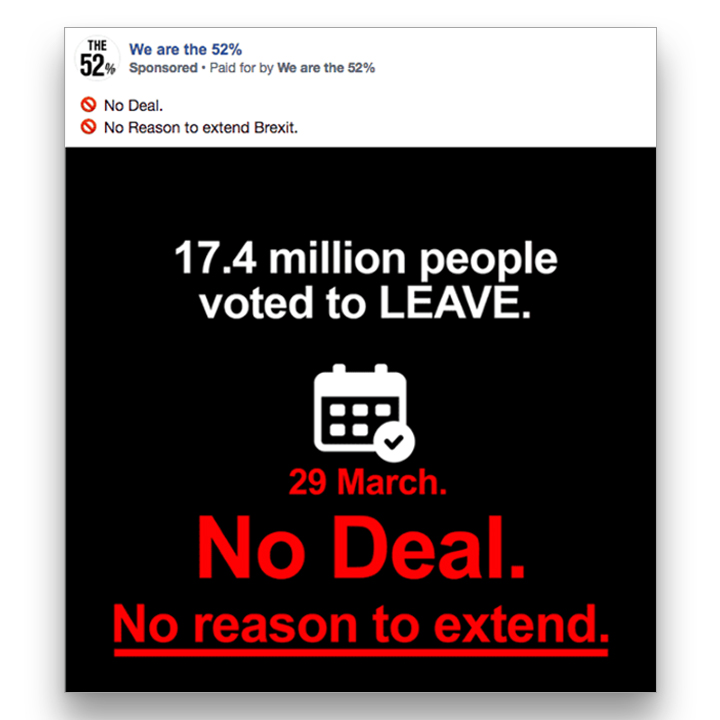 THE
52%
We are the 52%
Sponsored • Paid for by We are the 52%
🚫 No Deal.
🚫 No Reason to extend Brexit.
17.4 million people
voted to LEAVE.
29 March.
No Deal.
No reason to extend.